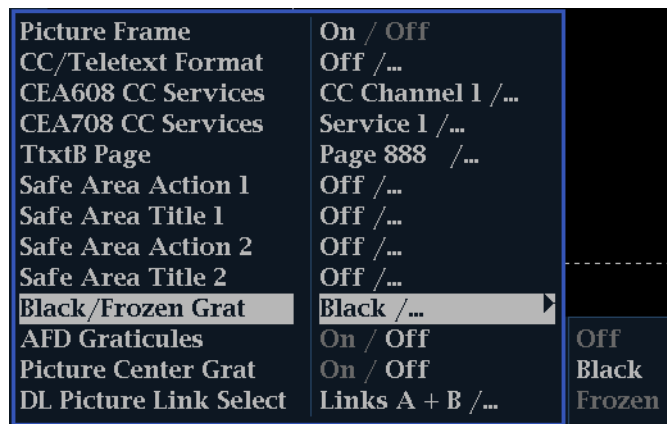 Picture Frame On / Off
CC/Teletext Format Off /...
CEA608 CC Services CC Channel 1 /...
CEA708 CC Services Service 1 /...
TtxtB Page Page 888 /...
Safe Area Action 1 Off /...
Safe Area Title 1 Off /...
Safe Area Action 2 Off /...
Safe Area Title 2 Off /...
Black/Frozen Grat Black /...
AFD Graticules On / Off Off
Picture Center Grat On / Off Black
DL Picture Link Select Links A + B /... Frozen